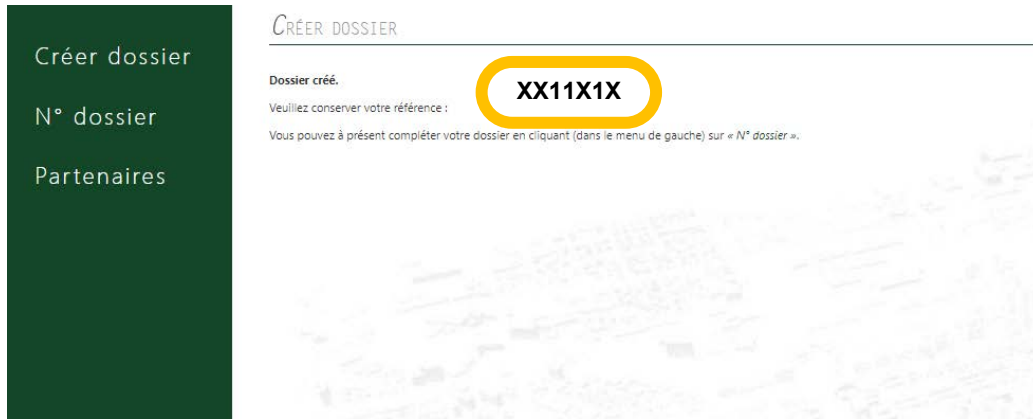 Créer dossier
N° dossier
Partenaires
CRÉER DOSSIER
Dossier créé.
Veuillez conserver votre référence : XX11X1X
Vous pouvez à présent compléter votre dossier en cliquant (dans le menu de gauche) sur « N° dossier ».